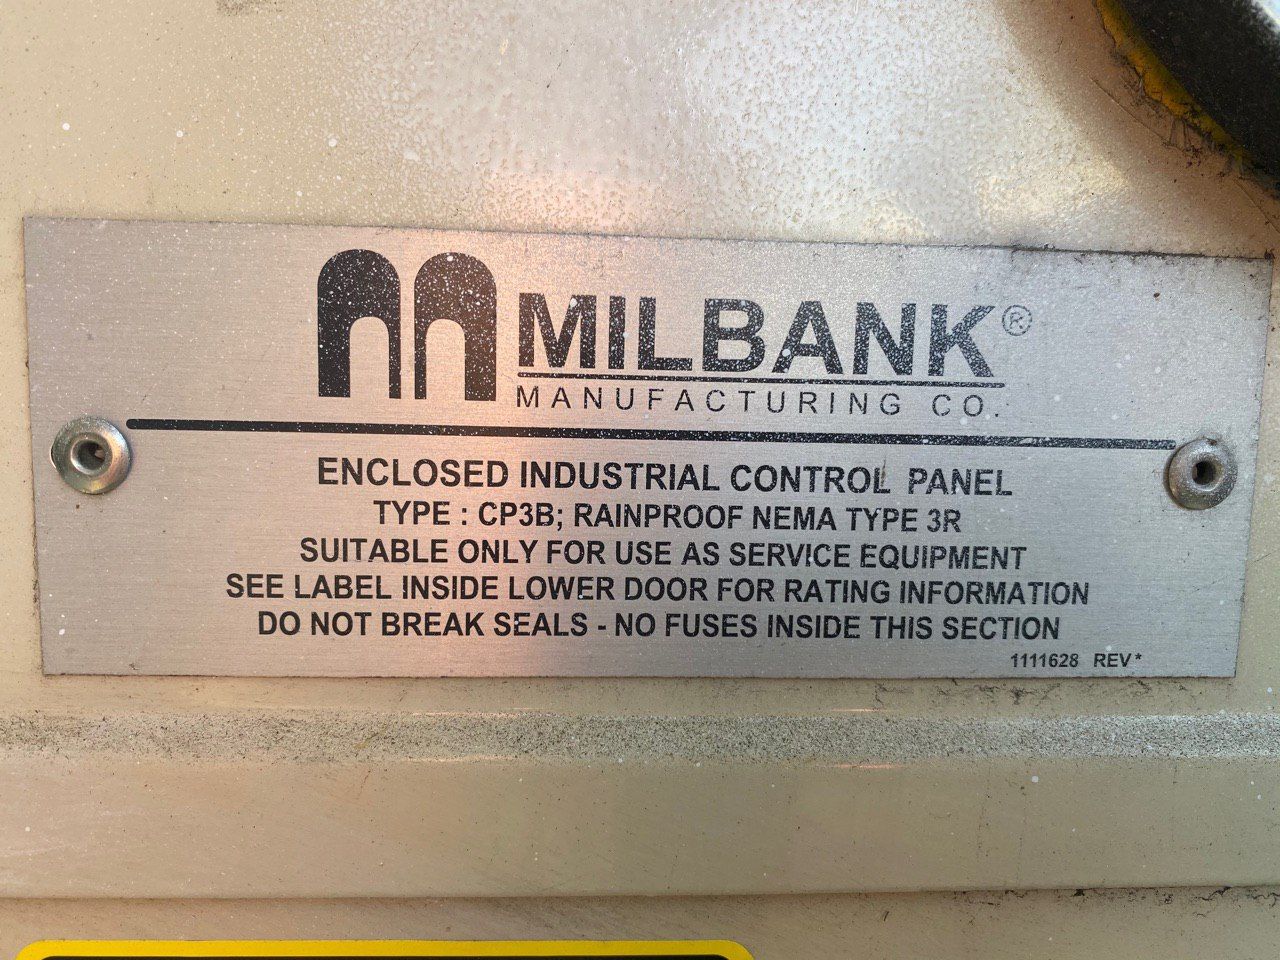 MILBANK®
MANUFACTURING CO.
ENCLOSED INDUSTRIAL CONTROL PANEL
TYPE : CP3B; RAINPROOF NEMA TYPE 3R
SUITABLE ONLY FOR USE AS SERVICE EQUIPMENT
SEE LABEL INSIDE LOWER DOOR FOR RATING INFORMATION
DO NOT BREAK SEALS - NO FUSES INSIDE THIS SECTION
1111628 REV*